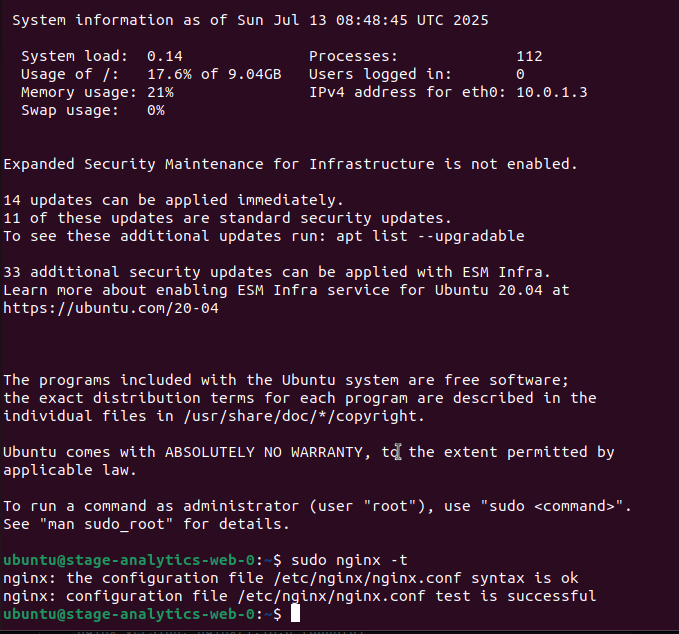 System information as of Sun Jul 13 08:48:45 UTC 2025
System load: 0.14 Processes: 112
Usage of /: 17.6% of 9.04GB Users logged in: 0
Memory usage: 21% IPv4 address for eth0: 10.0.1.3
Swap usage: 0%
Expanded Security Maintenance for Infrastructure is not enabled.
14 updates can be applied immediately.
11 of these updates are standard security updates.
To see these additional updates run: apt list --upgradable
33 additional security updates can be applied with ESM Infra.
Learn more about enabling ESM Infra service for Ubuntu 20.04 at
https://ubuntu.com/20-04
The programs included with the Ubuntu system are free software;
the exact distribution terms for each program are described in the
individual files in /usr/share/doc/*/copyright.
Ubuntu comes with ABSOLUTELY NO WARRANTY, to the extent permitted by
applicable law.
To run a command as administrator (user "root"), use "sudo <command>".
See "man sudo_root" for details.
ubuntu@stage-analytics-web-0:~$ sudo nginx -t
nginx: the configuration file /etc/nginx/nginx.conf syntax is ok
nginx: configuration file /etc/nginx/nginx.conf test is successful
ubuntu@stage-analytics-web-0:~$